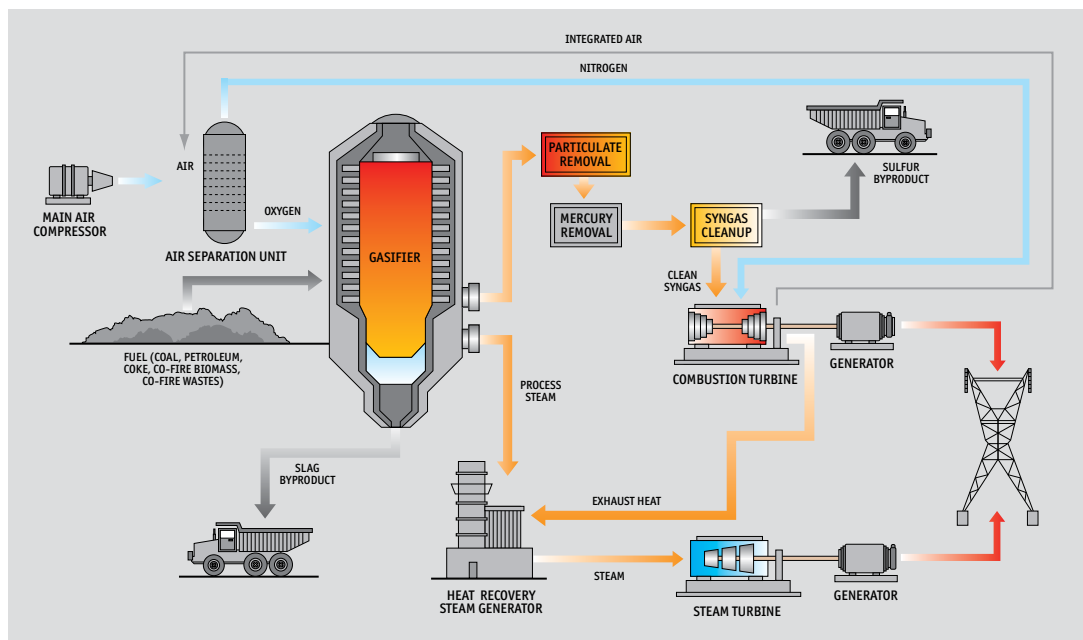 INTEGRATED AIR
NITROGEN
AIR
MAIN AIR
COMPRESSOR
OXYGEN
AIR SEPARATION UNIT
GASIFIER
PARTICULATE
REMOVAL
MERCURY
REMOVAL
SYNGAS
CLEANUP
SULFUR
BYPRODUCT
CLEAN
SYNGAS
FUEL (COAL, PETROLEUM,
COKE, CO-FIRE BIOMASS,
CO-FIRE WASTES)
COMBUSTION TURBINE
GENERATOR
PROCESS
STEAM
SLAG
BYPRODUCT
EXHAUST HEAT
HEAT RECOVERY
STEAM GENERATOR
STEAM
STEAM TURBINE
GENERATOR